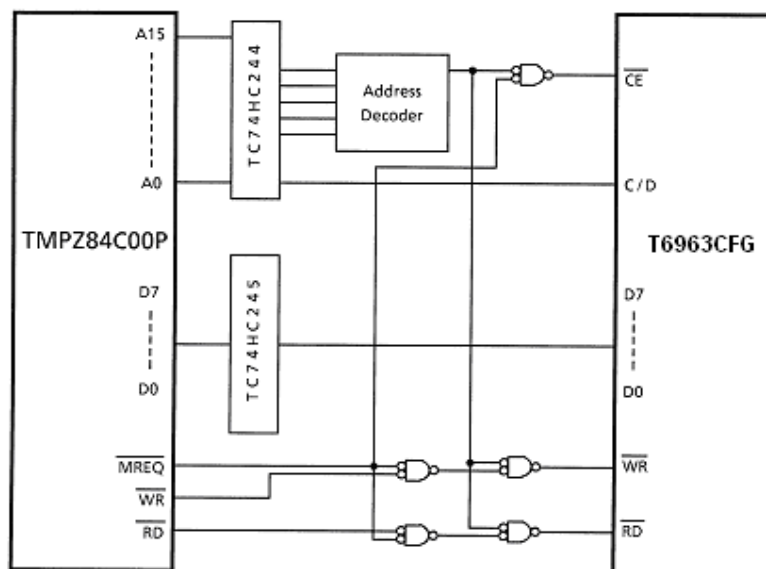 A15
A0
TMPZ84C00P
D7
D0
MREQ
WR
RD
TC74HC244
Address
Decoder
TC74HC245
CE
C/D
T6963CFG
D7
D0
WR
RD